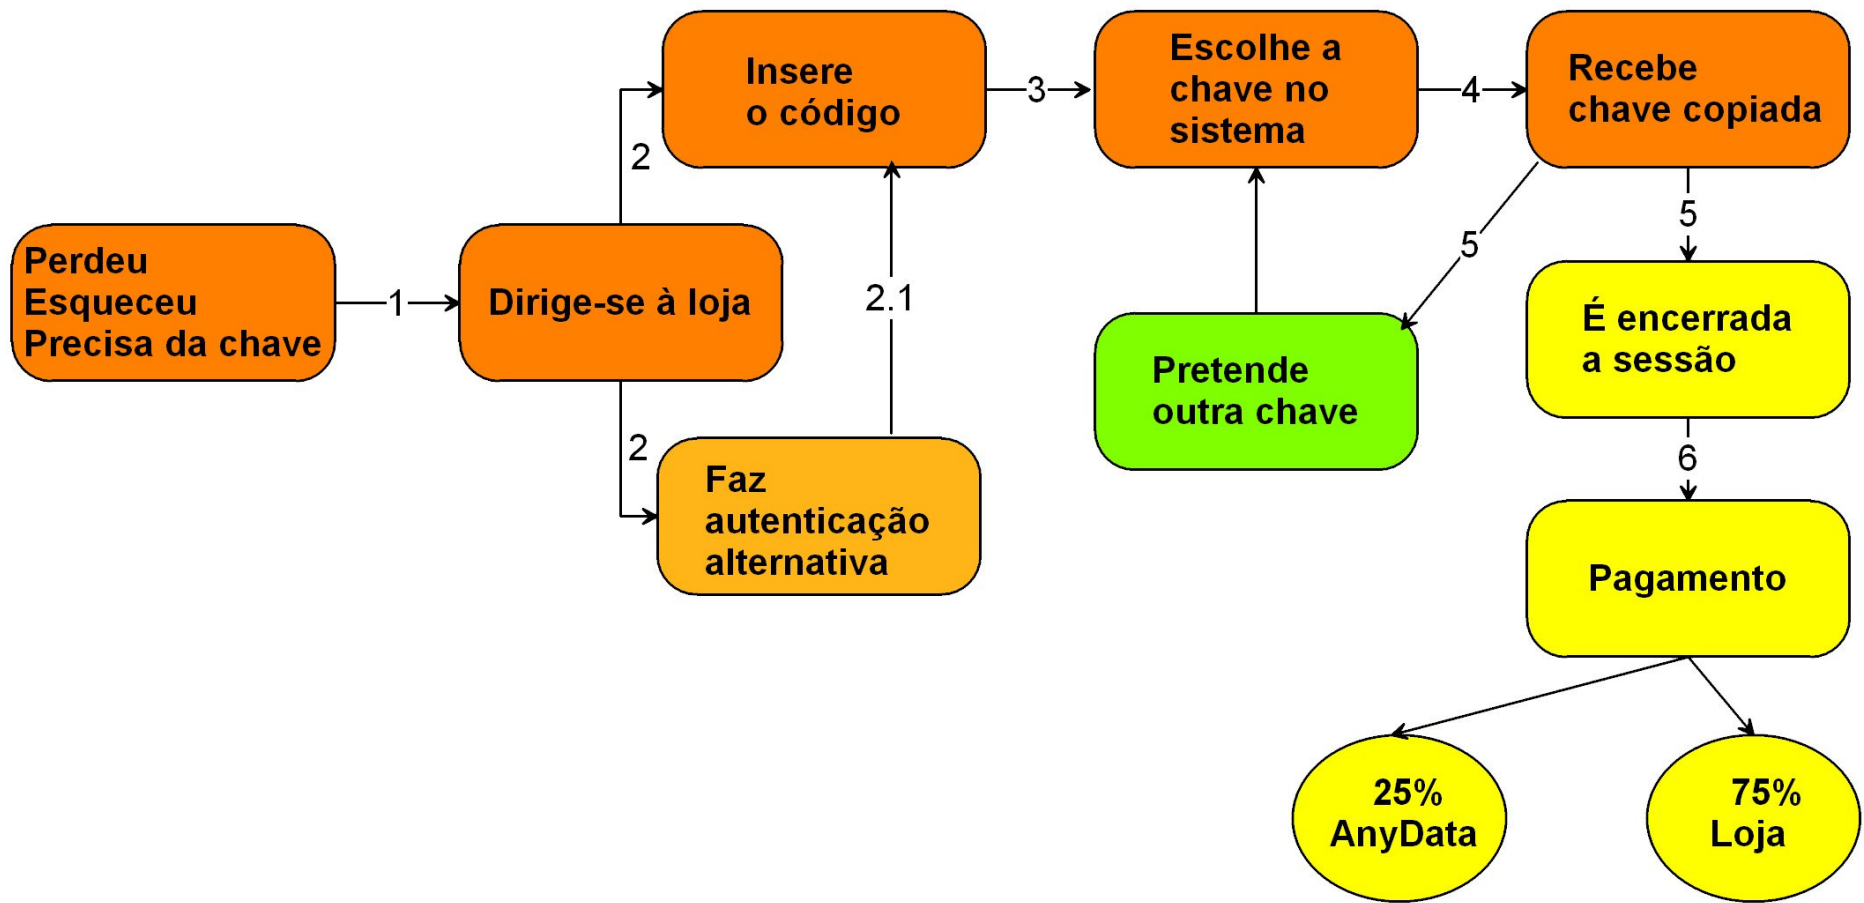 Perdeu
Esqueceu
Precisa da chave
1
Dirige-se à loja
2
Insere
o código
2
Faz
autenticação
alternativa
2.1
3
Escolhe a
chave no
sistema
4
Recebe
chave copiada
5
Pretende
outra chave
5
É encerrada
a sessão
6
Pagamento
25%
AnyData
75%
Loja